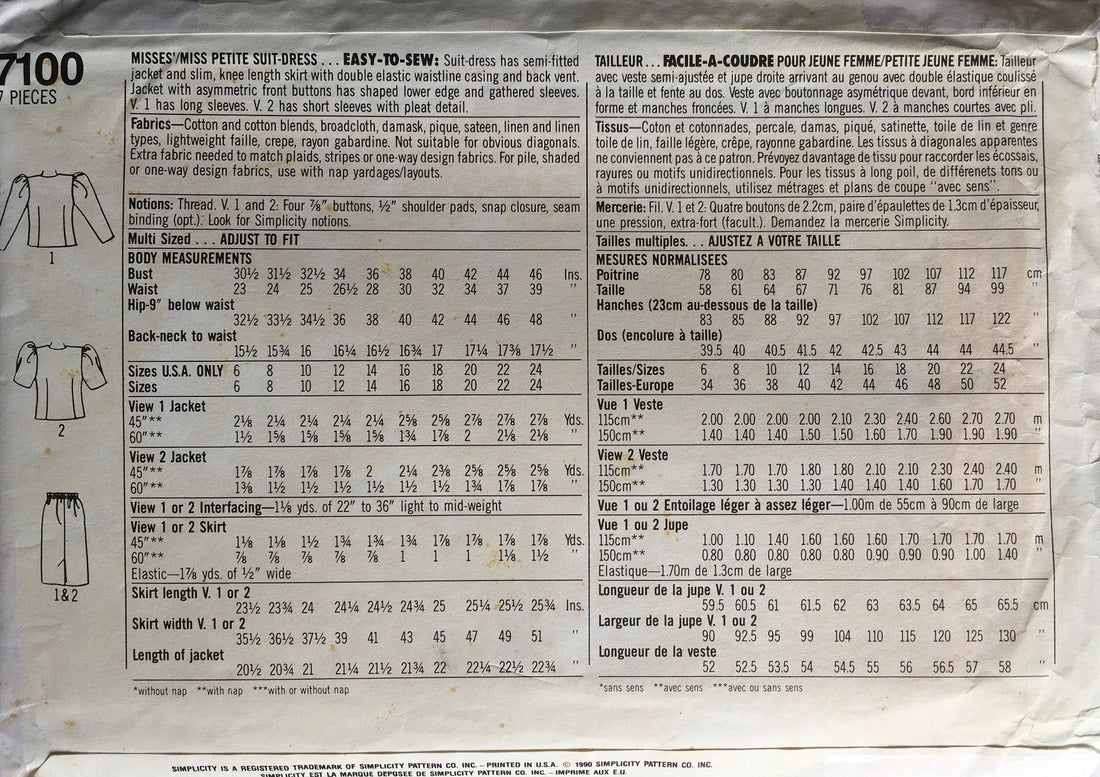 7100
7 PIECES
1
2
1&2
MISSES'/MISS PETITE SUIT-DRESS . . . EASY-TO-SEW: Suit-dress has semi-fitted
jacket and slim, knee length skirt with double elastic waistline casing and back vent.
Jacket with asymmetric front buttons has shaped lower edge and gathered sleeves.
V. 1 has long sleeves. V. 2 has short sleeves with pleat detail.
Fabrics—Cotton and cotton blends, broadcloth, damask, pique, sateen, linen and linen
types, lightweight faille, crepe, rayon gabardine. Not suitable for obvious diagonals.
Extra fabric needed to match plaids, stripes or one-way design fabrics. For pile, shaded
or one-way design fabrics, use with nap yardages/layouts.
Notions: Thread. V. 1 and 2: Four 7/8" buttons, 1/2" shoulder pads, snap closure, seam
binding (opt.). Look for Simplicity notions.
Multi Sized . . . ADJUST TO FIT
BODY MEASUREMENTS
Bust 30½ 31½ 32½ 34 36 38 40 42 44 46 Ins.
Waist 23 24 25 26½ 28 30 32 34 37 39 "
Hip-9" below waist
32½ 33½ 34½ 36 38 40 42 44 46 48 "
Back-neck to waist
15½ 15¾ 16 16¼ 16½ 16¾ 17 17¼ 17⅜ 17½ "
Sizes U.S.A. ONLY 6 8 10 12 14 16 18 20 22 24
Sizes 6 8 10 12 14 16 18 20 22 24
View 1 Jacket
45"** 2⅛ 2¼ 2¼ 2¼ 2¼ 2⅝ 2⅝ 2⅞ 2⅞ 2⅞ Yds.
60"** 1½ 1⅝ 1⅝ 1⅝ 1⅝ 1¾ 1⅞ 2 2⅛ 2⅛ "
View 2 Jacket
45"** 1⅞ 1⅞ 1⅞ 1⅞ 2 2¼ 2⅜ 2⅝ 2⅝ 2⅝ Yds.
60"** 1⅜ 1½ 1½ 1½ 1½ 1½ 1½ 1¾ 1⅞ 1⅞ "
View 1 or 2 Interfacing—1⅛ yds. of 22" to 36" light to mid-weight
View 1 or 2 Skirt
45"** 1⅛ 1⅛ 1½ 1¾ 1¾ 1¾ 1⅞ 1⅞ 1⅞ 1⅞ Yds.
60"** ⅞ ⅞ ⅞ ⅞ ⅞ 1 1 1 1⅛ 1½ "
Elastic—1⅞ yds. of ½" wide
Skirt length V. 1 or 2
23½ 23¾ 24 24¼ 24½ 24¾ 25 25¼ 25½ 25¾ Ins.
Skirt width V. 1 or 2
35½ 36½ 37½ 39 41 43 45 47 49 51 "
Length of jacket
20½ 20¾ 21 21¼ 21½ 21¾ 22 22¼ 22½ 22¾ "
*without nap **with nap ***with or without nap
TAILLEUR . . . FACILE-A-COUDRE POUR JEUNE FEMME/PETITE JEUNE FEMME: Tailleur
avec veste semi-ajustée et jupe droite arrivant au genou avec double élastique coulissé
à la taille et fente au dos. Veste avec boutonnage asymétrique devant, bord inférieur en
forme et manches froncées. V. 1 à manches longues. V. 2 à manches courtes avec pli.
Tissus—Coton et cotonnades, percale, damas, piqué, satinette, toile de lin et genre
toile de lin, faille légère, crêpe, rayonne gabardine. Les tissus à diagonales apparentes
ne conviennent pas à ce patron. Prévoyez davantage de tissu pour raccorder les écossais,
rayures ou motifs unidirectionnels. Pour les tissus à long poil, de différenets tons ou
à motifs unidirectionnels, utilisez métrages et plans de coupe "avec sens".
Mercerie: Fil. V. 1 et 2: Quatre boutons de 2.2cm, paire d'épaulettes de 1.3cm d'épaisseur,
une pression, extra-fort (facult.). Demandez la mercerie Simplicity.
Tailles multiples. . . AJUSTEZ A VOTRE TAILLE
MESURES NORMALISEES
Poitrine 78 80 83 87 92 97 102 107 112 117 cm
Taille 58 61 64 67 71 76 81 87 94 99 "
Hanches (23cm au-dessous de la taille)
83 85 88 92 97 102 107 112 117 122 "
Dos (encolure à taille)
39.5 40 40.5 41.5 42 42.5 43 44 44 44.5 "
Tailles/Sizes 6 8 10 12 14 16 18 20 22 24
Tailles-Europe 34 36 38 40 42 44 46 48 50 52
Vue 1 Veste
115cm** 2.00 2.00 2.00 2.00 2.10 2.30 2.40 2.60 2.70 2.70 m
150cm** 1.40 1.40 1.40 1.50 1.50 1.60 1.70 1.90 1.90 1.90 "
View 2 Veste
115cm** 1.70 1.70 1.70 1.80 1.80 2.10 2.10 2.30 2.40 2.40 m
150cm** 1.30 1.30 1.30 1.40 1.40 1.40 1.40 1.60 1.70 1.70 "
Vue 1 ou 2 Entoilage léger à assez léger—1.00m de 55cm à 90cm de large
Vue 1 ou 2 Jupe
115cm** 1.00 1.10 1.40 1.60 1.60 1.60 1.70 1.70 1.70 1.70 m
150cm** 0.80 0.80 0.80 0.80 0.80 0.90 0.90 0.90 1.00 1.40 "
Elastique—1.70m de 1.3cm de large
Longueur de la jupe V. 1 ou 2
59.5 60.5 61 61.5 62 63 63.5 64 65 65.5 cm
Largeur de la jupe V. 1 ou 2
90 92.5 95 99 104 110 115 120 125 130 "
Longueur de la veste
52 52.5 53.5 54 54.5 55 56 56.5 57 58 "
*sans sens **avec sens ***avec ou sans sens
SIMPLICITY IS A REGISTERED TRADEMARK OF SIMPLICITY PATTERN CO. INC. – PRINTED IN U.S.A. © 1990 SIMPLICITY PATTERN CO. INC.
SIMPLICITY EST LA MARQUE DEPOSEE DE SIMPLICITY PATTERN CO. INC. – IMPRIME AUX E.U.